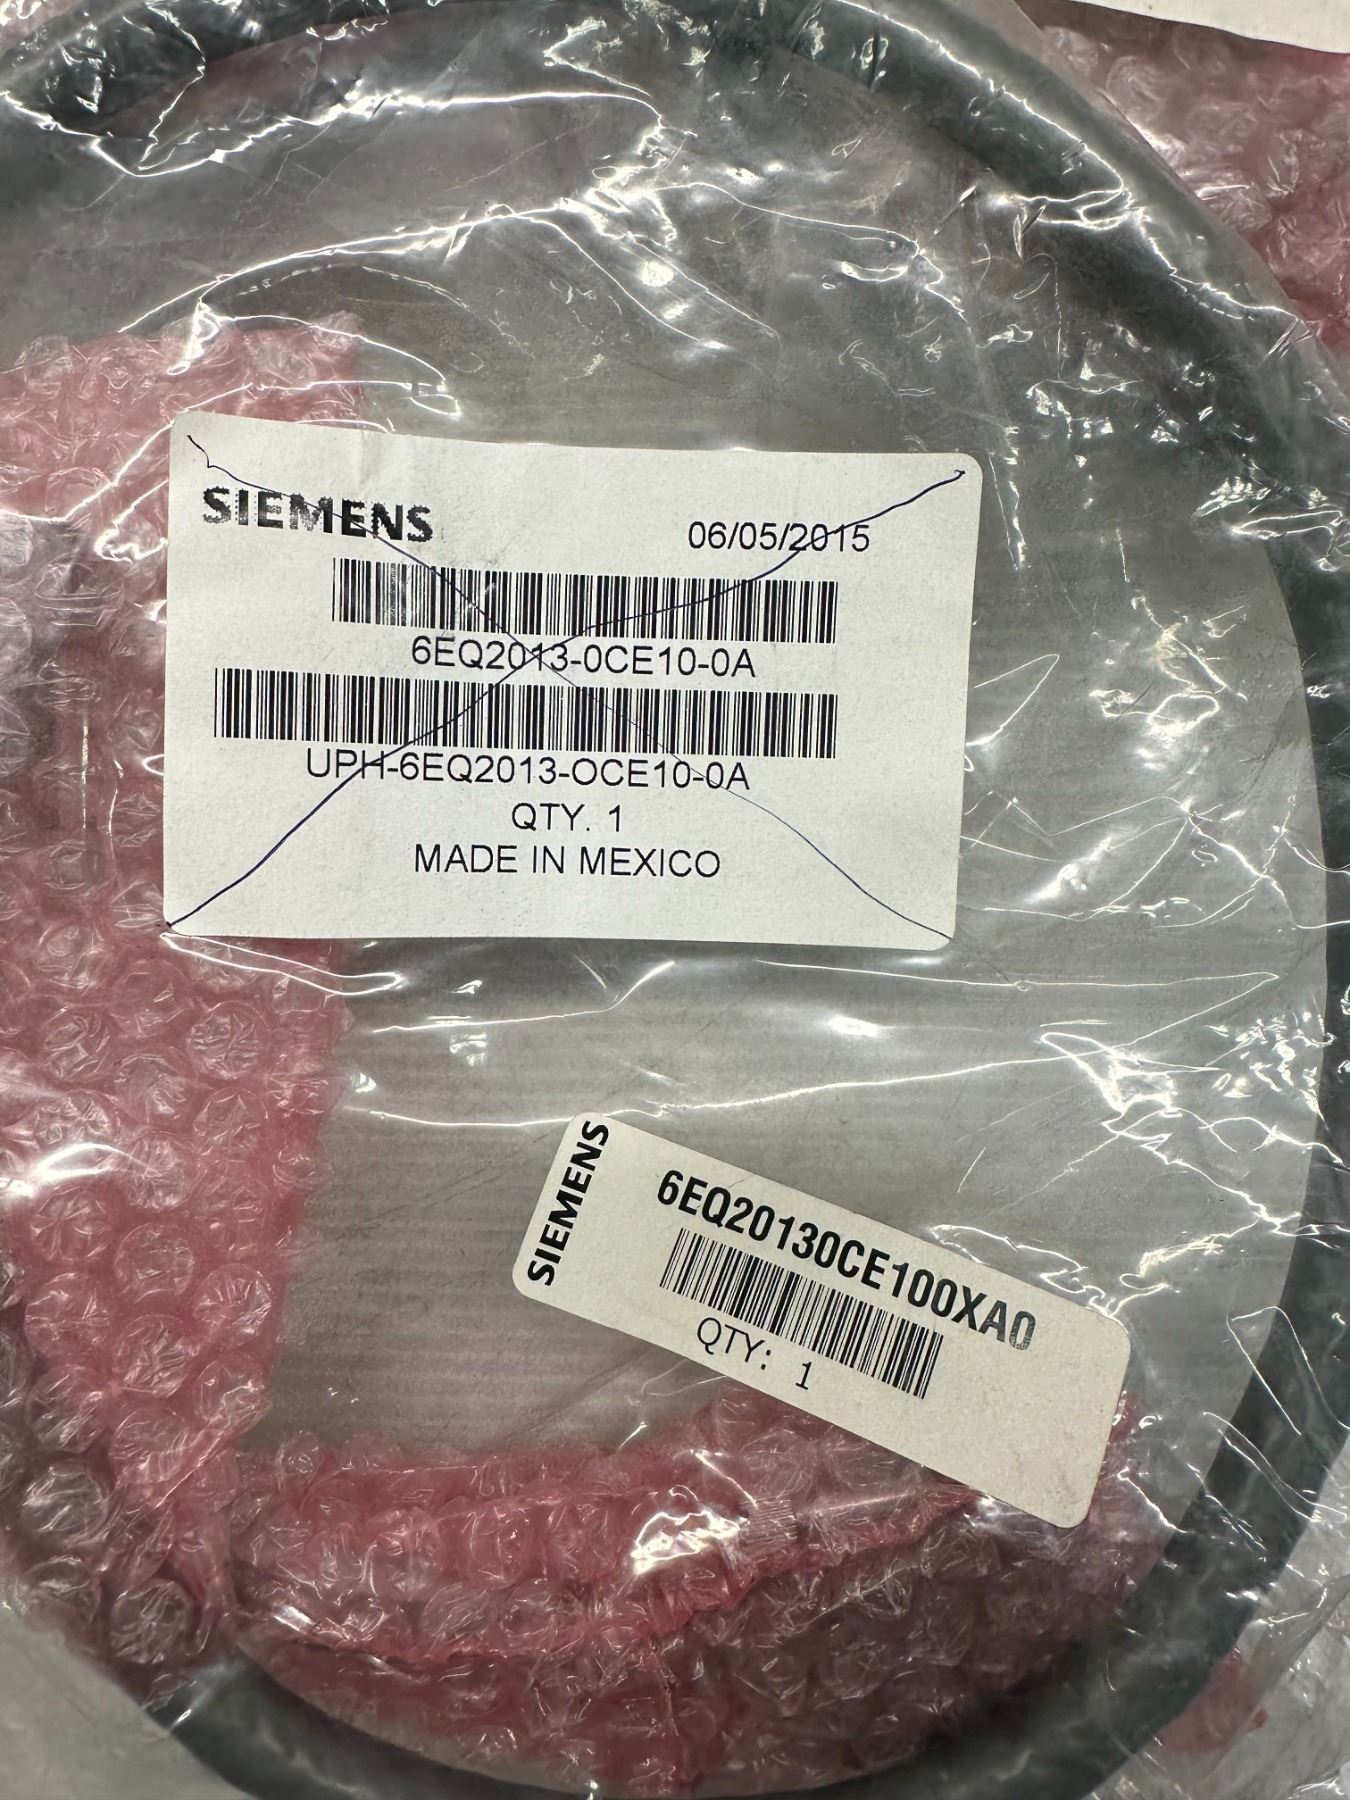 SIEMENS
06/05/2015
6EQ2013-0CE10-0A
UPH-6EQ2013-OCE10-0A
QTY. 1
MADE IN MEXICO
SIEMENS
6EQ20130CE100XA0
QTY: 1